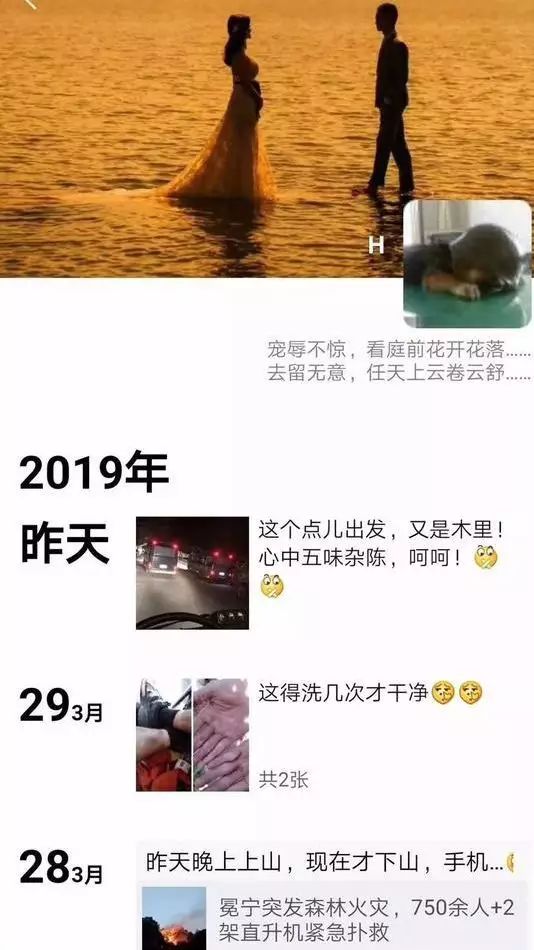 H
宠辱不惊，看庭前花开花落……
去留无意，任天上云卷云舒……
2019年
昨天
这个点儿出发，又是木里！
心中五味杂陈，呵呵！
29 3月
这得洗几次才干净
共2张
28 3月
昨天晚上上山，现在才下山，手机...
冕宁突发森林火灾，750余人+2
架直升机紧急扑救